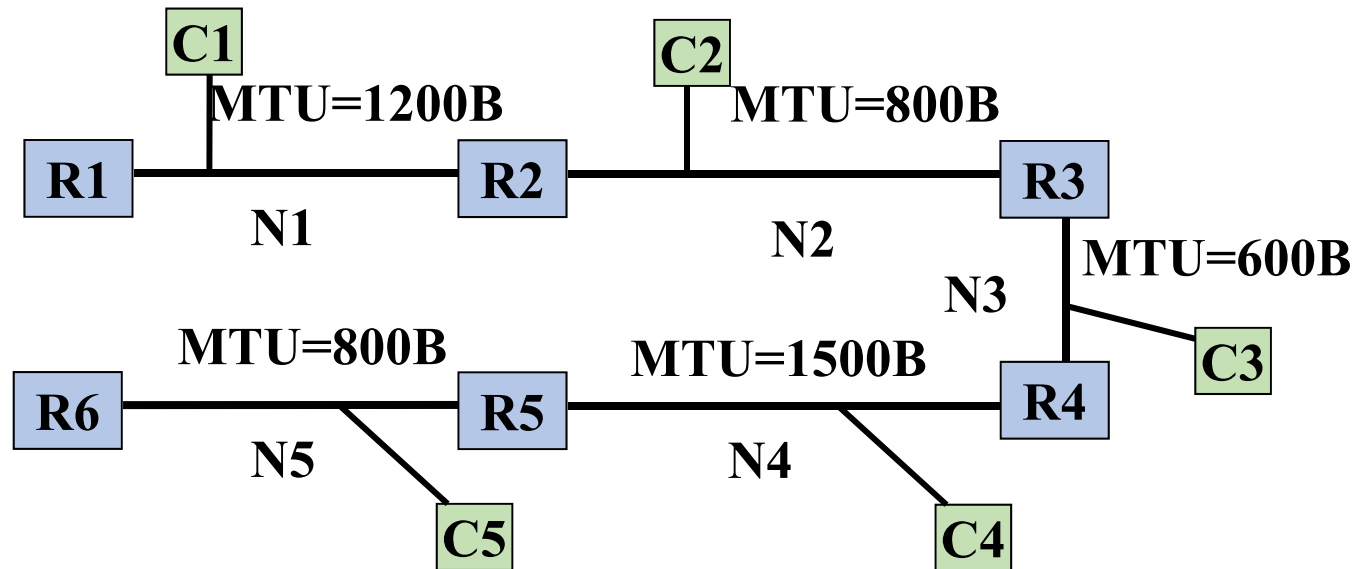 C1
C2
MTU=1200B
MTU=800B
R1
R2
R3
N1
N2
MTU=600B
N3
MTU=800B
MTU=1500B
C3
R6
R5
R4
N5
N4
C5
C4